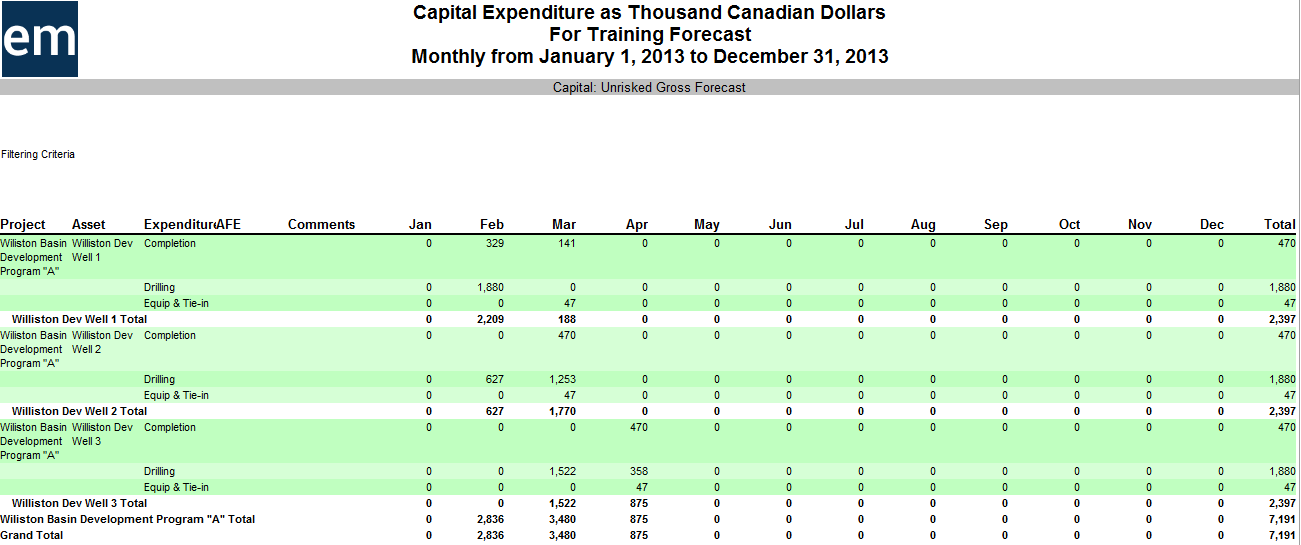 em
Capital Expenditure as Thousand Canadian Dollars
For Training Forecast
Monthly from January 1, 2013 to December 31, 2013
Capital: Unrisked Gross Forecast
Filtering Criteria
Project Asset Expenditur AFE Comments Jan Feb Mar Apr May Jun Jul Aug Sep Oct Nov Dec Total
Wiliston Basin Williston Dev Completion 0 329 141 0 0 0 0 0 0 0 0 0 470
Development Well 1
Program "A"
Drilling 0 1,880 0 0 0 0 0 0 0 0 0 0 1,880
Equip & Tie-in 0 0 47 0 0 0 0 0 0 0 0 0 47
Williston Dev Well 1 Total 0 2,209 188 0 0 0 0 0 0 0 0 0 2,397
Wiliston Basin Williston Dev Completion 0 0 470 0 0 0 0 0 0 0 0 0 470
Development Well 2
Program "A"
Drilling 0 627 1,253 0 0 0 0 0 0 0 0 0 1,880
Equip & Tie-in 0 0 47 0 0 0 0 0 0 0 0 0 47
Williston Dev Well 2 Total 0 627 1,770 0 0 0 0 0 0 0 0 0 2,397
Wiliston Basin Williston Dev Completion 0 0 0 470 0 0 0 0 0 0 0 0 470
Development Well 3
Program "A"
Drilling 0 0 1,522 358 0 0 0 0 0 0 0 0 1,880
Equip & Tie-in 0 0 0 47 0 0 0 0 0 0 0 0 47
Williston Dev Well 3 Total 0 0 1,522 875 0 0 0 0 0 0 0 0 2,397
Wiliston Basin Development Program "A" Total 0 2,836 3,480 875 0 0 0 0 0 0 0 0 7,191
Grand Total 0 2,836 3,480 875 0 0 0 0 0 0 0 0 7,191